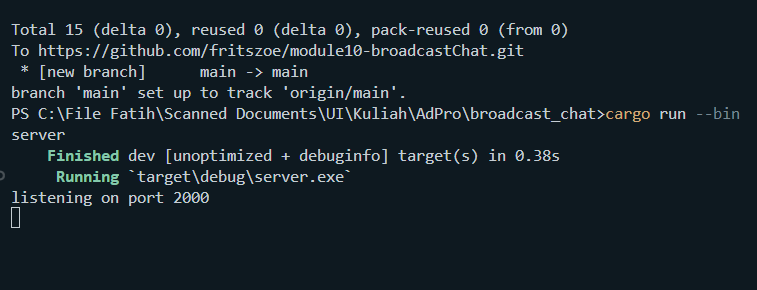 Total 15 (delta 0), reused 0 (delta 0), pack-reused 0 (from 0)
To https://github.com/fritszoe/module10-broadcastChat.git
 * [new branch]      main -> main
branch 'main' set up to track 'origin/main'.
PS C:\File Fatih\Scanned Documents\UI\Kuliah\AdPro\broadcast_chat>cargo run --bin
server
    Finished dev [unoptimized + debuginfo] target(s) in 0.38s
     Running `target\debug\server.exe`
listening on port 2000